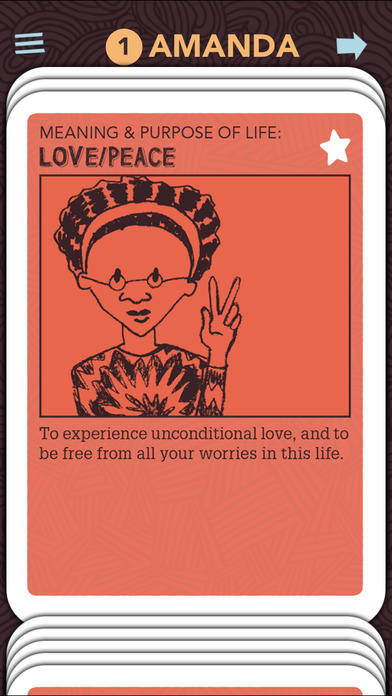 1 AMANDA
MEANING & PURPOSE OF LIFE:
LOVE/PEACE
To experience unconditional love, and to
be free from all your worries in this life.